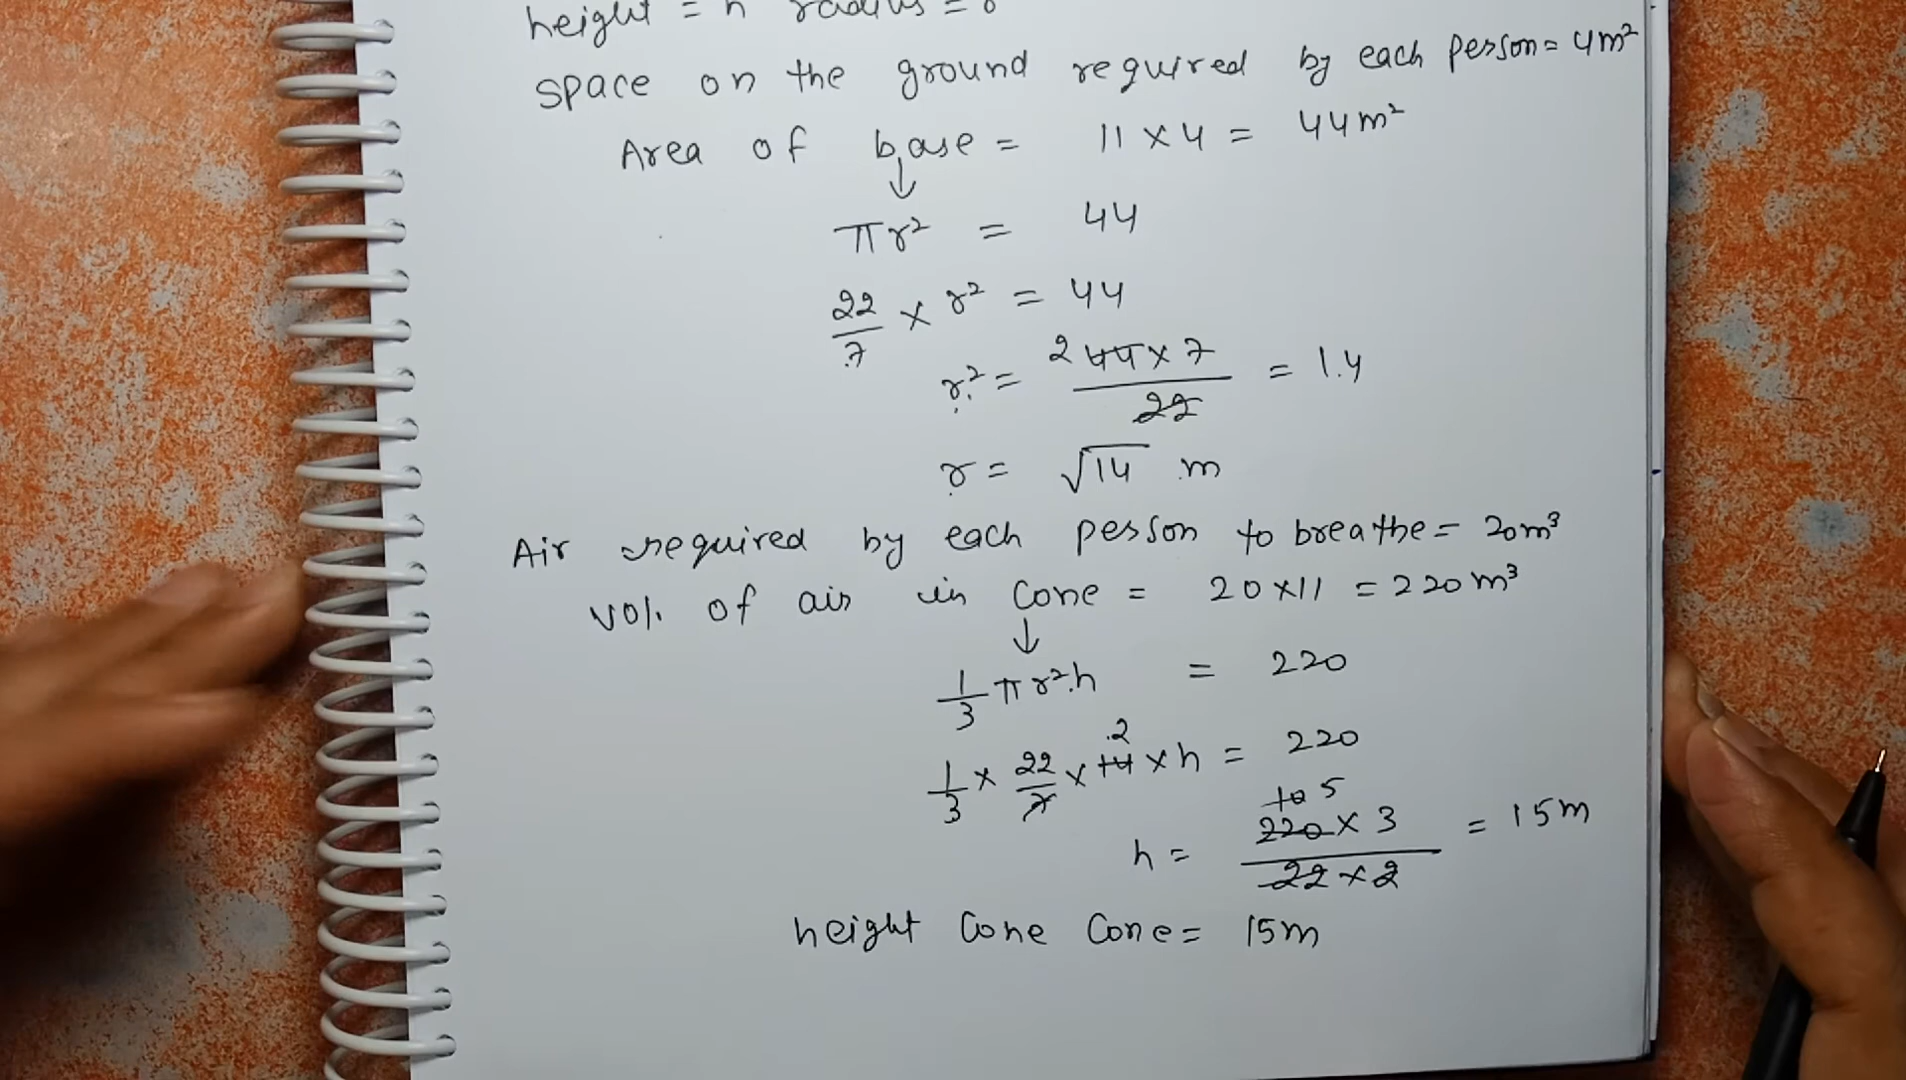 height = h radius = r
space on the ground required by each person = 4m²
Area of base = 11 × 4 = 44m²
↓
πr² = 44
22/7 × r² = 44
r² = 2 44 × 7 / 22 = 1.4
r = √14 m
Air required by each person to breathe = 20m³
vol. of air in Cone = 20 × 11 = 220m³
↓
1/3 πr².h = 220
1/3 × 22/7 × 14 2 × h = 220
h = 10 5 220 × 3 / 22 × 2 = 15m
height Cone Cone = 15m